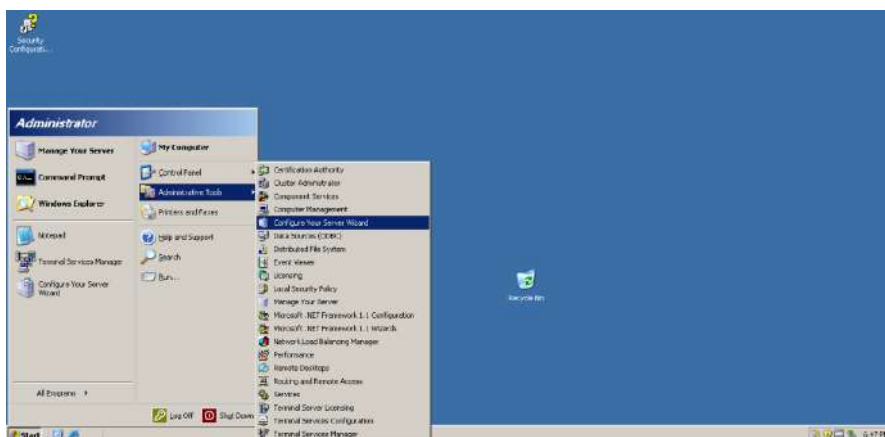 Security
Configurati...
Administrator
Manage Your Server
Command Prompt
Windows Explorer
Notepad
Terminal Services Manager
Configure Your Server
Wizard
All Programs
My Computer
Control Panel
Administrative Tools
Printers and Faxes
Help and Support
Search
Run...
Log Off
Shut Down
Certification Authority
Cluster Administrator
Component Services
Computer Management
Configure Your Server Wizard
Data Sources (ODBC)
Distributed File System
Event Viewer
Licensing
Local Security Policy
Manage Your Server
Microsoft .NET Framework 1.1 Configuration
Microsoft .NET Framework 1.1 Wizards
Network Load Balancing Manager
Performance
Remote Desktops
Routing and Remote Access
Services
Terminal Server Licensing
Terminal Services Configuration
Terminal Services Manager
Recycle Bin
Start